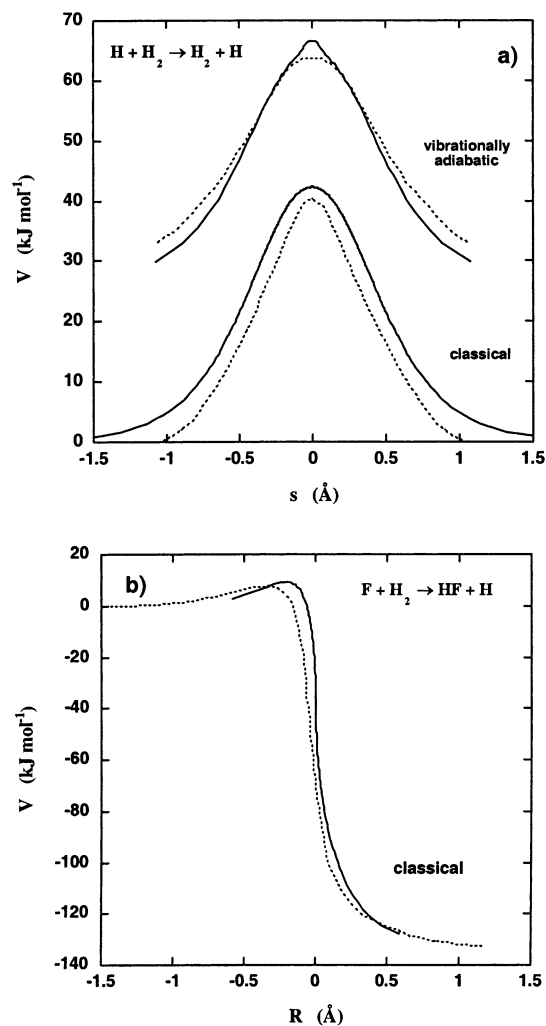 70
H + H₂ → H₂ + H
a)
60
50
vibrationally
adiabatic
40
V (kJ mol⁻¹)
30
20
classical
10
0
-1.5 -1 -0.5 0 0.5 1 1.5
s (Å)
20
b)
F + H₂ → HF + H
0
-20
-40
V (kJ mol⁻¹)
-60
-80
-100
classical
-120
-140
-1.5 -1 -0.5 0 0.5 1 1.5
R (Å)